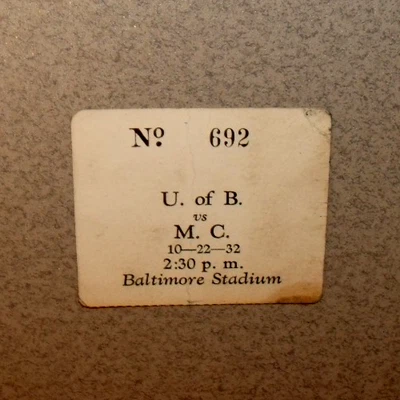 Nº 692
U. of B.
vs
M. C.
10—22—32
2:30 p. m.
Baltimore Stadium